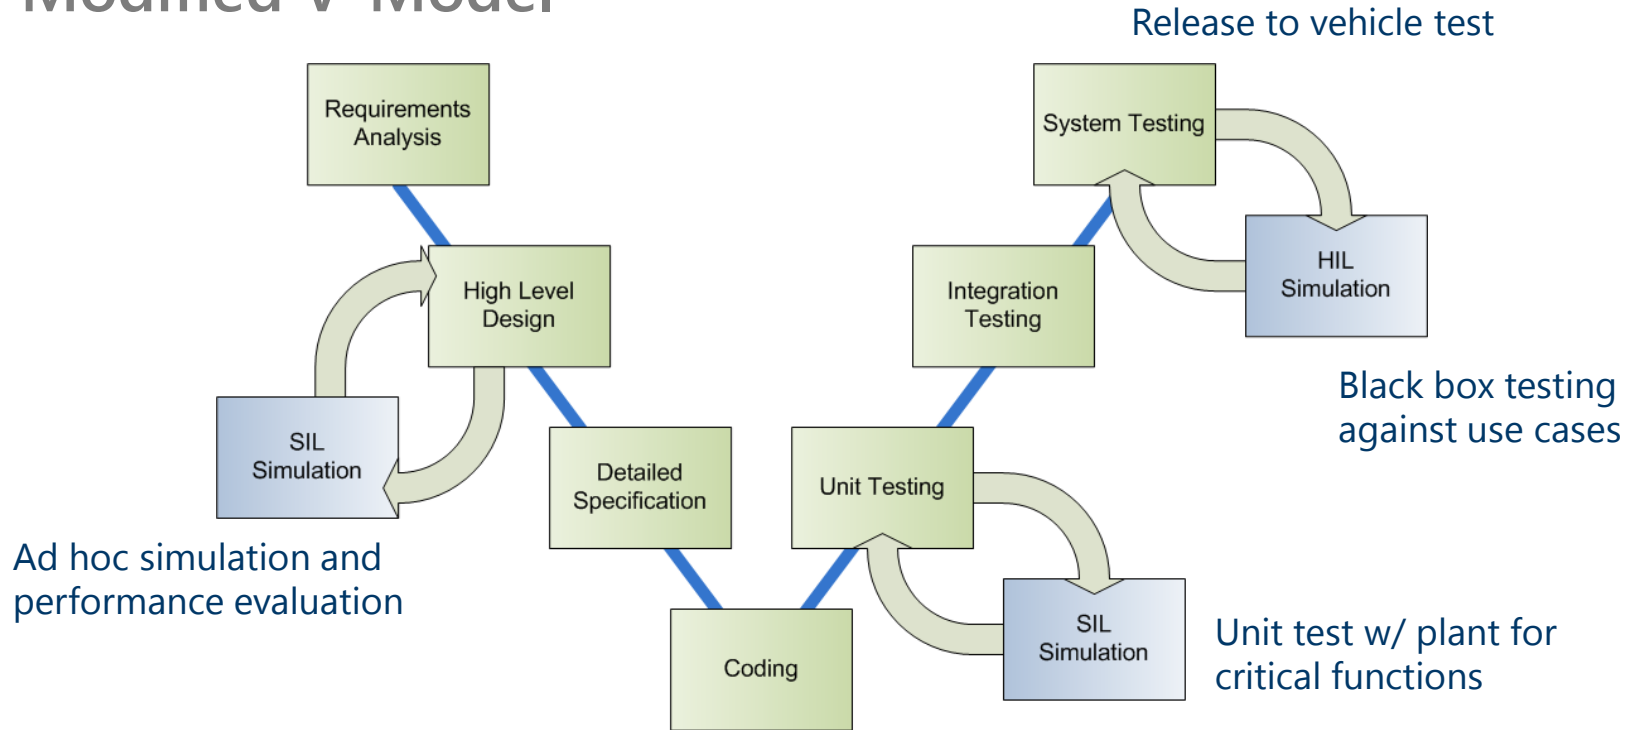 Modified V-Model
Release to vehicle test
Requirements
Analysis
System Testing
High Level
Design
Integration
Testing
HIL
Simulation
Black box testing
against use cases
SIL
Simulation
Detailed
Specification
Unit Testing
Ad hoc simulation and
performance evaluation
Coding
SIL
Simulation
Unit test w/ plant for
critical functions